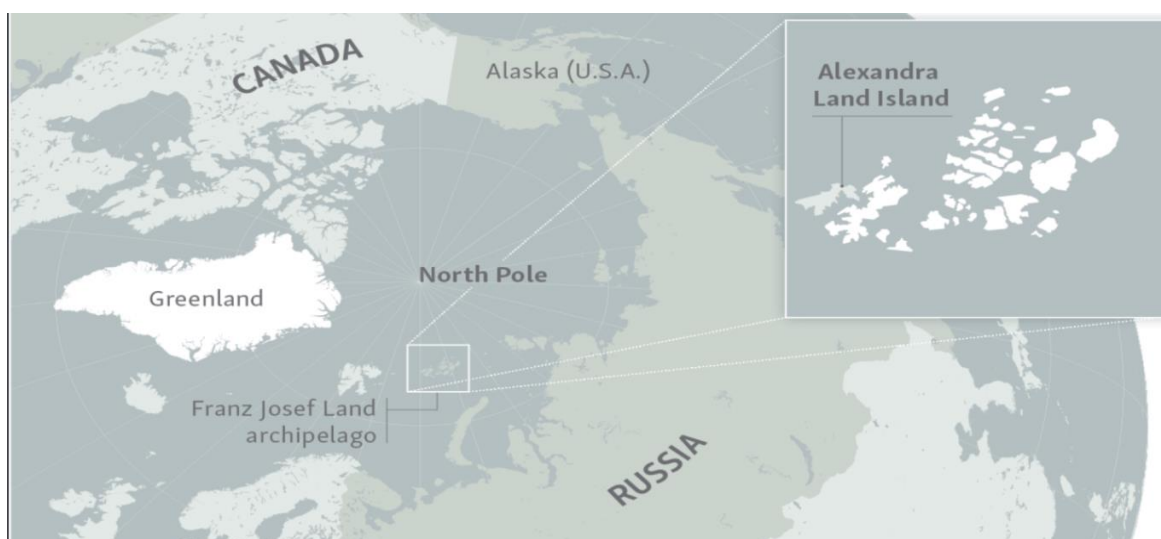 CANADA
Alaska (U.S.A.)
Alexandra
Land Island
North Pole
Greenland
Franz Josef Land
archipelago
RUSSIA